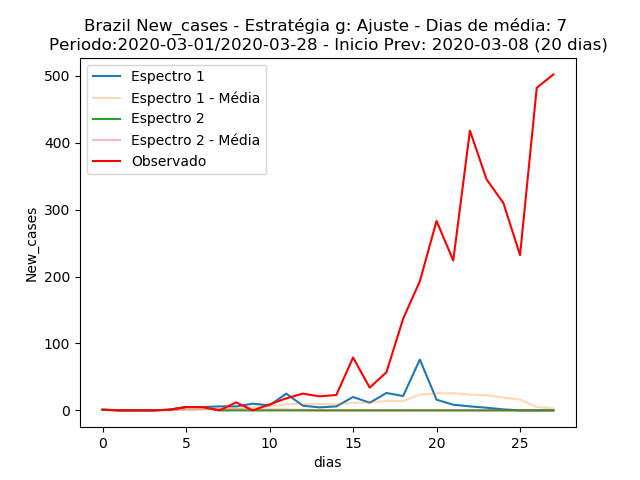 Brazil New_cases - Estratégia g: Ajuste - Dias de média: 7
Periodo:2020-03-01/2020-03-28 - Inicio Prev: 2020-03-08 (20 dias)
Espectro 1
Espectro 1 - Média
Espectro 2
Espectro 2 - Média
Observado
500
400
300
200
100
0
New_cases
0 5 10 15 20 25
dias